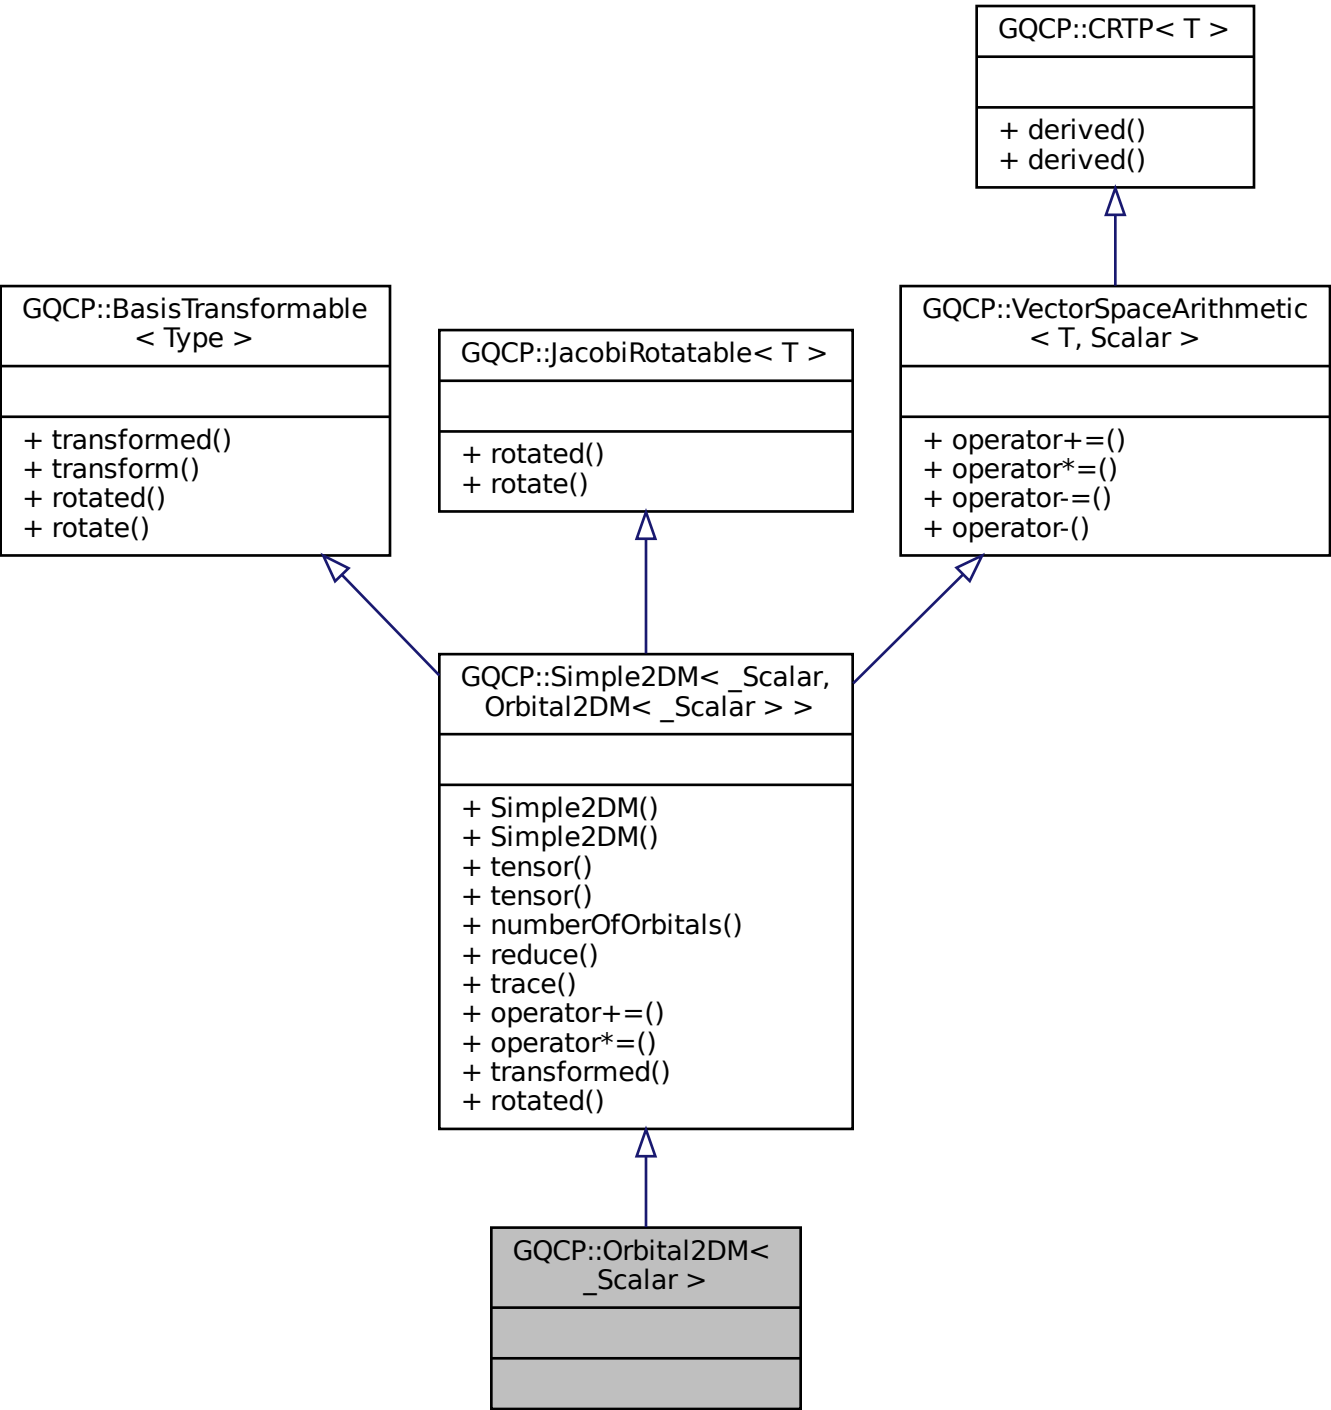 GQCP::CRTP< T >
+ derived()
+ derived()
GQCP::BasisTransformable
< Type >
+ transformed()
+ transform()
+ rotated()
+ rotate()
GQCP::JacobiRotatable< T >
+ rotated()
+ rotate()
GQCP::VectorSpaceArithmetic
< T, Scalar >
+ operator+=()
+ operator*=()
+ operator-=()
+ operator-()
GQCP::Simple2DM< _Scalar,
Orbital2DM< _Scalar > >
+ Simple2DM()
+ Simple2DM()
+ tensor()
+ tensor()
+ numberOfOrbitals()
+ reduce()
+ trace()
+ operator+=()
+ operator*=()
+ transformed()
+ rotated()
GQCP::Orbital2DM<
_Scalar >